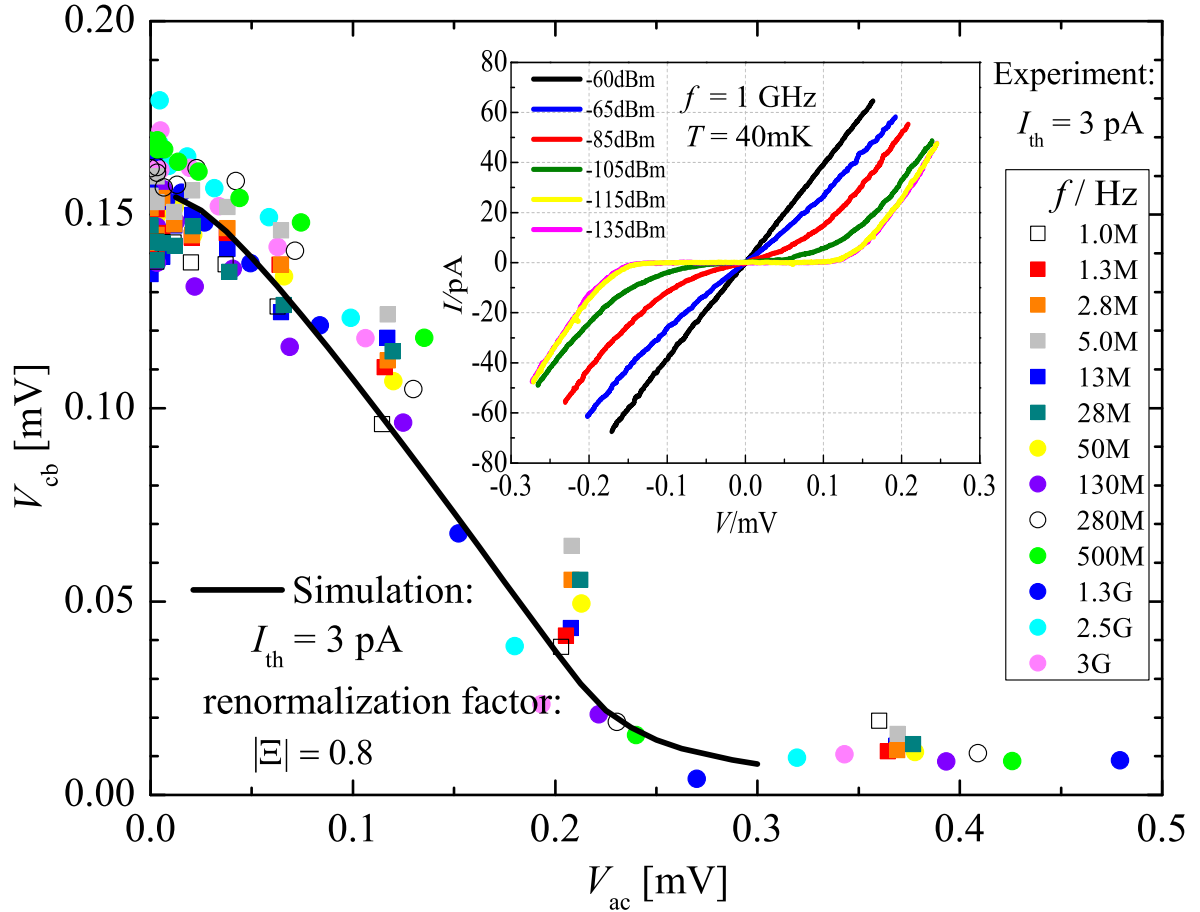 0.20
0.15
0.10
0.05
0.00
V_cb [mV]
0.0 0.1 0.2 0.3 0.4 0.5
V_ac [mV]
Simulation:
I_th = 3 pA
renormalization factor:
|Ξ| = 0.8
80
60
40
20
0
-20
-40
-60
-80
I/pA
-0.3 -0.2 -0.1 0.0 0.1 0.2 0.3
V/mV
-60dBm
-65dBm
-85dBm
-105dBm
-115dBm
-135dBm
f = 1 GHz
T = 40mK
Experiment:
I_th = 3 pA
f / Hz
1.0M
1.3M
2.8M
5.0M
13M
28M
50M
130M
280M
500M
1.3G
2.5G
3G